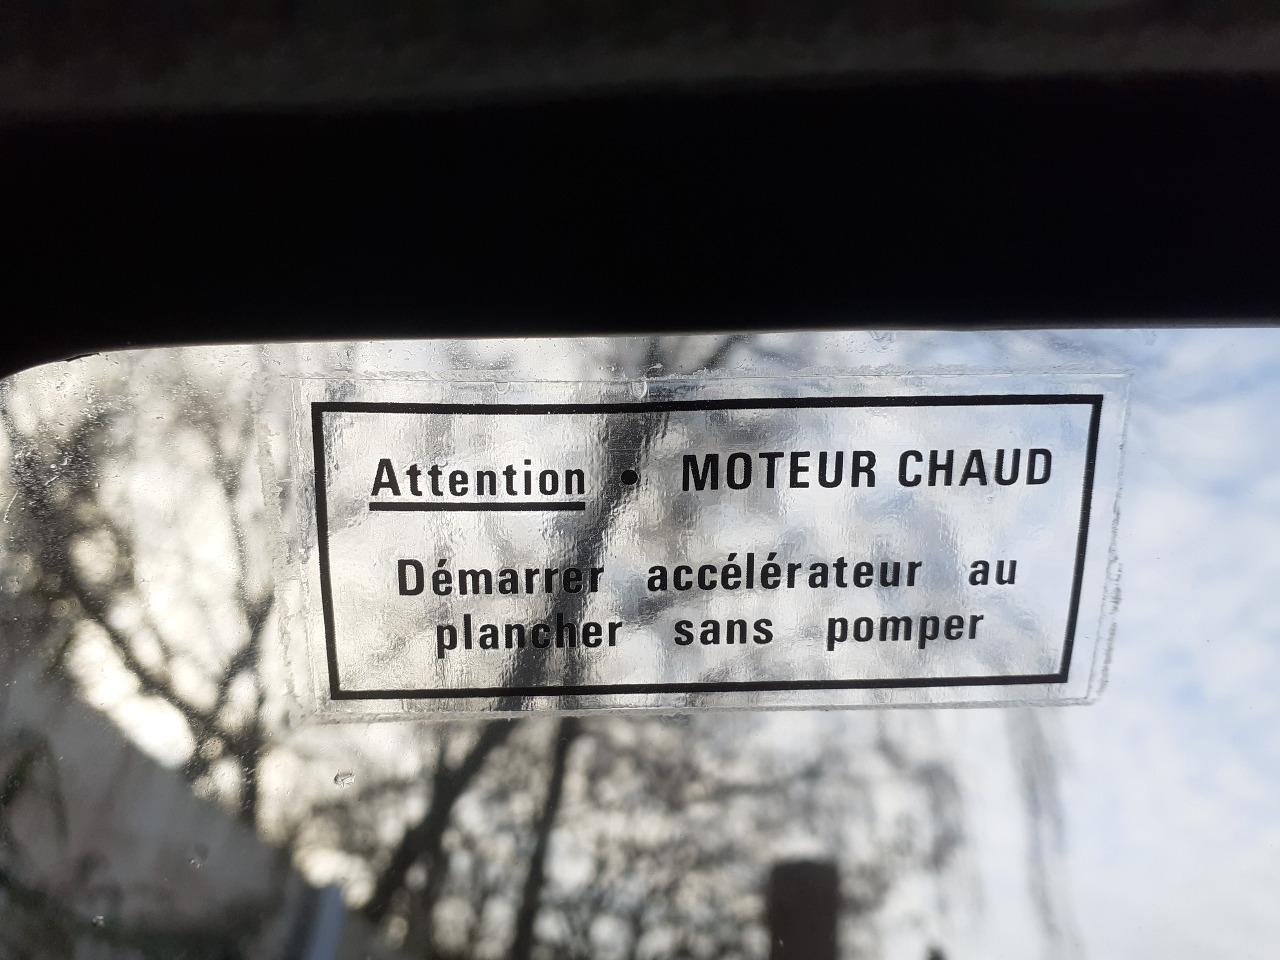 Attention • MOTEUR CHAUD
Démarrer accélérateur au
plancher sans pomper